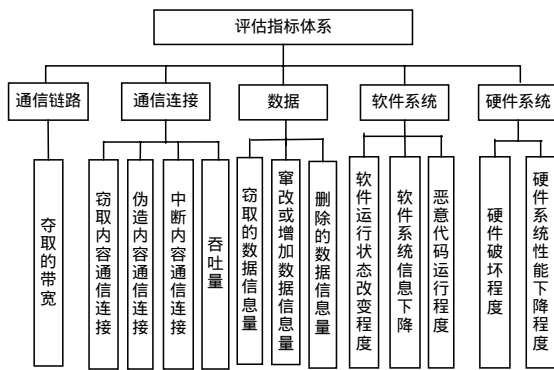 评估指标体系
通信链路
通信连接
数据
软件系统
硬件系统
夺取的带宽
窃取内容通信连接
伪造内容通信连接
中断内容通信连接
吞吐量
窃取的数据信息量
窜改或增加数据信息量
删除的数据信息量
软件运行状态改变程度
软件系统信息下降
恶意代码运行程度
硬件破坏程度
硬件系统性能下降程度